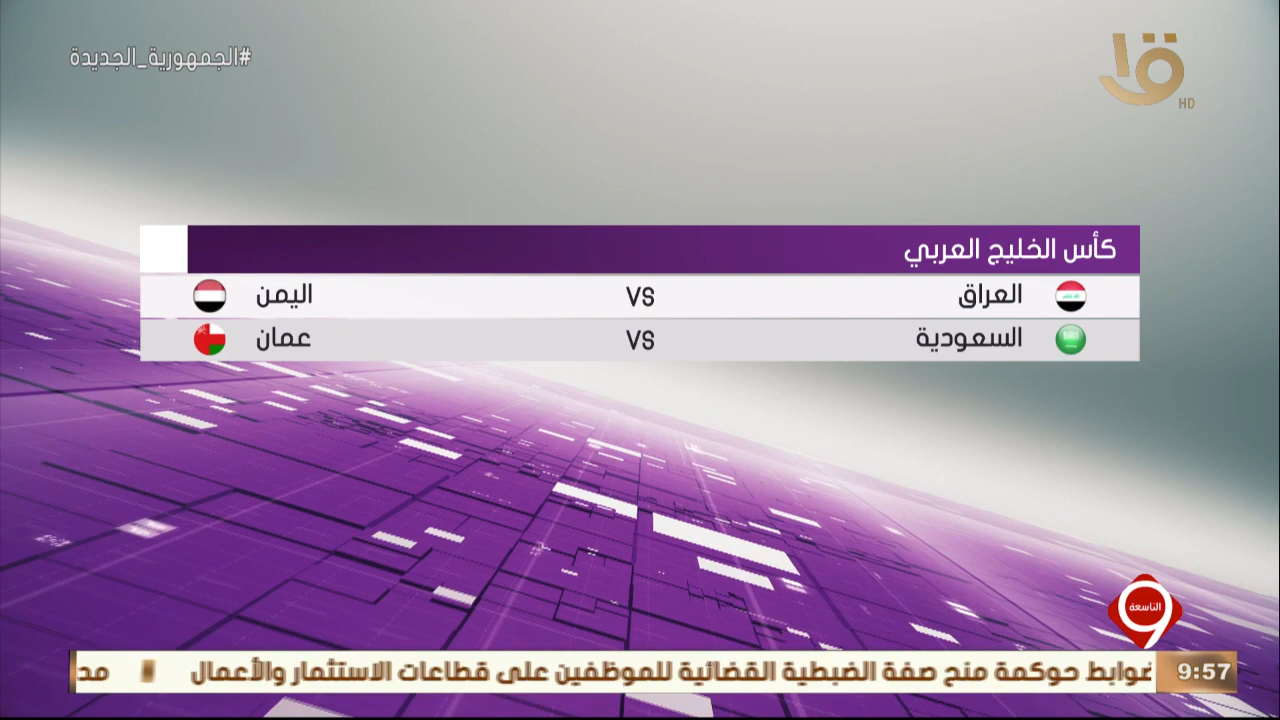 #الجمهورية_الجديدة
HD
كأس الخليج العربي
العراق VS اليمن
السعودية VS عمان
التاسعة
9:57 حوكمة منح صفة الضبطية القضائية للموظفين على قطاعات الاستثمار والأعمال